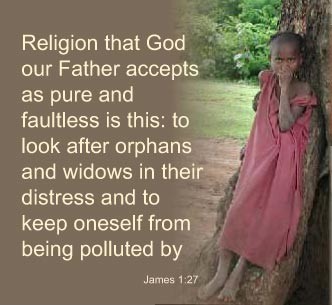 Religion that God
our Father accepts
as pure and
faultless is this: to
look after orphans
and widows in their
distress and to
keep oneself from
being polluted by
James 1:27